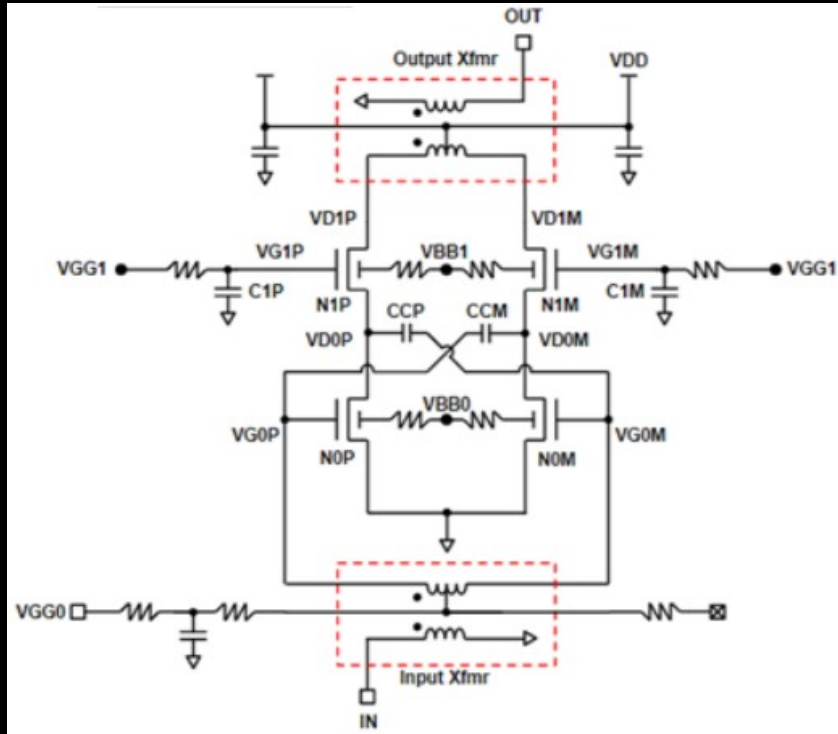 OUT
Output Xfmr
VDD
VD1P
VD1M
VGG1
VG1P
VBB1
VG1M
VGG1
C1P
N1P
N1M
C1M
CCP
CCM
VD0P
VD0M
VBB0
VG0P
VG0M
N0P
N0M
VGG0
Input Xfmr
IN